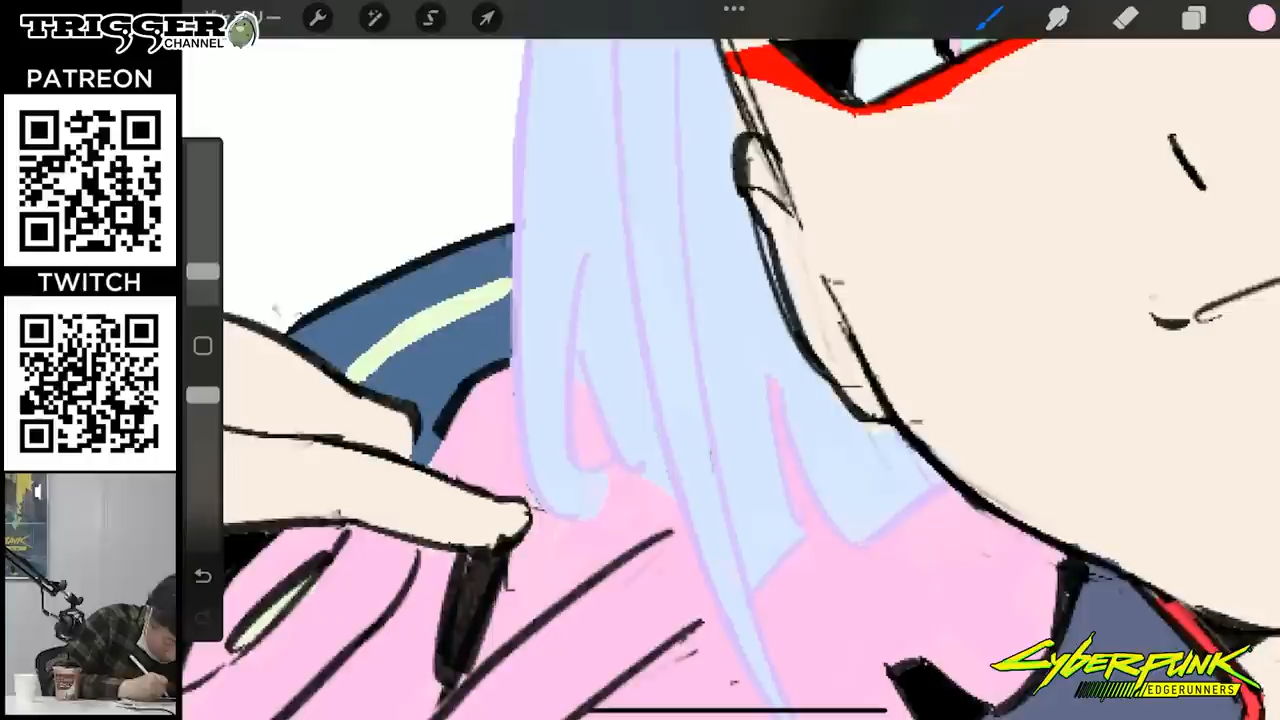 TRIGGER
CHANNEL
PATREON
TWITCH
CYBERPUNK
EDGERUNNERS